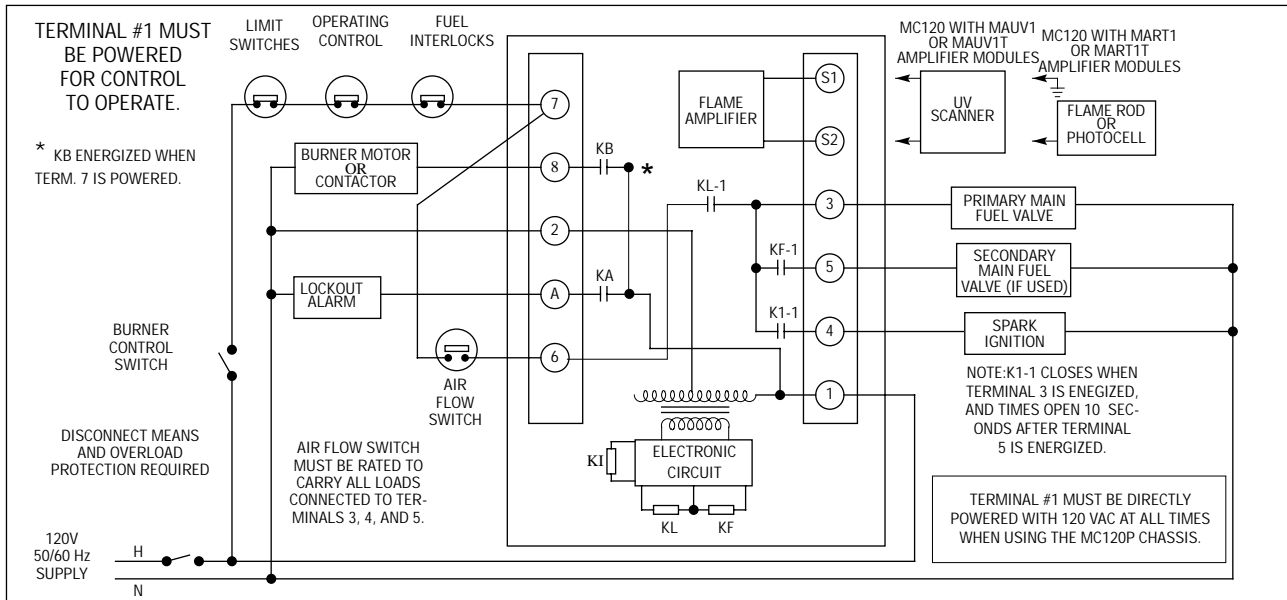 TERMINAL #1 MUST
BE POWERED
FOR CONTROL
TO OPERATE.
* KB ENERGIZED WHEN
TERM. 7 IS POWERED.
LIMIT
SWITCHES
OPERATING
CONTROL
FUEL
INTERLOCKS
BURNER MOTOR
OR
CONTACTOR
LOCKOUT
ALARM
AIR
FLOW
SWITCH
BURNER
CONTROL
SWITCH
DISCONNECT MEANS
AND OVERLOAD
PROTECTION REQUIRED
AIR FLOW SWITCH
MUST BE RATED TO
CARRY ALL LOADS
CONNECTED TO TER-
MINALS 3, 4, AND 5.
120V
50/60 Hz
SUPPLY
H
N
7
8
2
A
6
KB
*
KA
FLAME
AMPLIFIER
KL-1
KF-1
K1-1
S1
S2
3
5
4
1
ELECTRONIC
CIRCUIT
KI
KL
KF
MC120 WITH MAUV1
OR MAUV1T
AMPLIFIER MODULES
UV
SCANNER
MC120 WITH MART1
OR MART1T
AMPLIFIER MODULES
FLAME ROD
OR
PHOTOCELL
PRIMARY MAIN
FUEL VALVE
SECONDARY
MAIN FUEL
VALVE (IF USED)
SPARK
IGNITION
NOTE:K1-1 CLOSES WHEN
TERMINAL 3 IS ENEGIZED,
AND TIMES OPEN 10 SEC-
ONDS AFTER TERMINAL
5 IS ENERGIZED.
TERMINAL #1 MUST BE DIRECTLY
POWERED WITH 120 VAC AT ALL TIMES
WHEN USING THE MC120P CHASSIS.